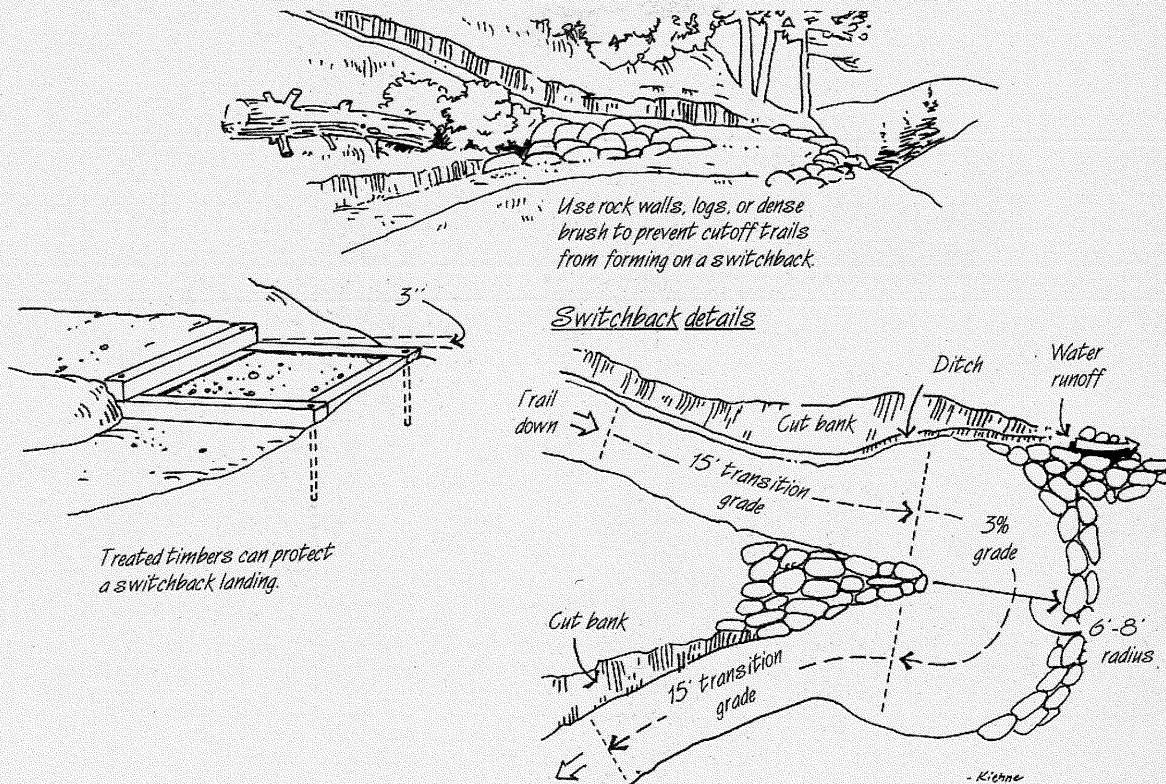 Use rock walls, logs, or dense
brush to prevent cutoff trails
from forming on a switchback.
3"
Treated timbers can protect
a switchback landing.
Switchback details
Ditch
Water
runoff
Trail
down
Cut bank
15' transition
grade
3%
grade
Cut bank
6'-8'
radius
15' transition
grade
- Kiehne